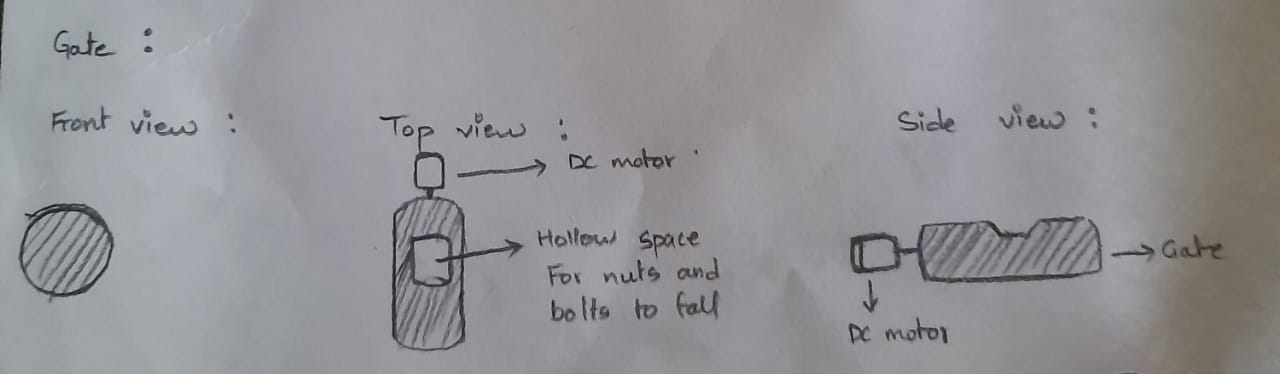 Gate :
Front view :
Top view :
DC motor
Hollow space
For nuts and
bolts to fall
Side view :
Gate
DC motor